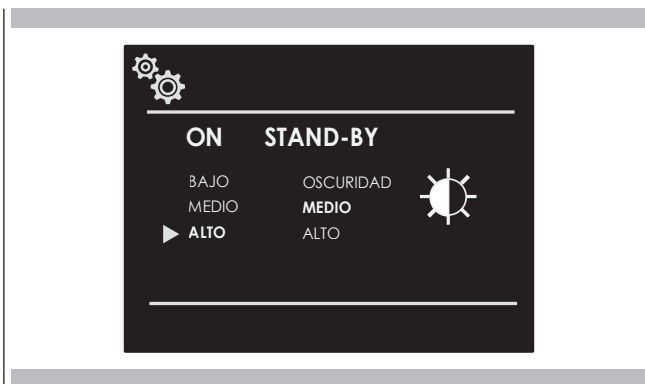 ON STAND-BY
BAJO OSCURIDAD
MEDIO MEDIO
ALTO ALTO